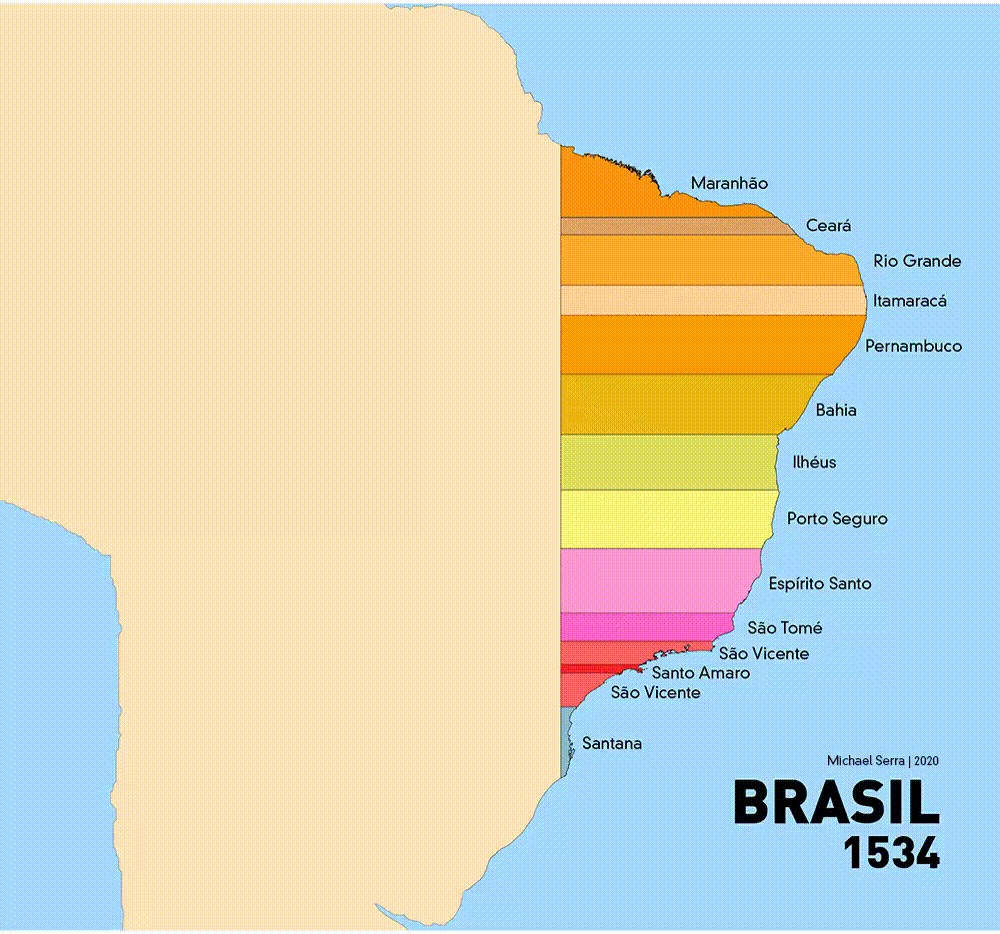 Maranhão
Ceará
Rio Grande
Itamaracá
Pernambuco
Bahia
Ilhéus
Porto Seguro
Espírito Santo
São Tomé
São Vicente
Santo Amaro
São Vicente
Santana
Michael Serra | 2020
BRASIL
1534